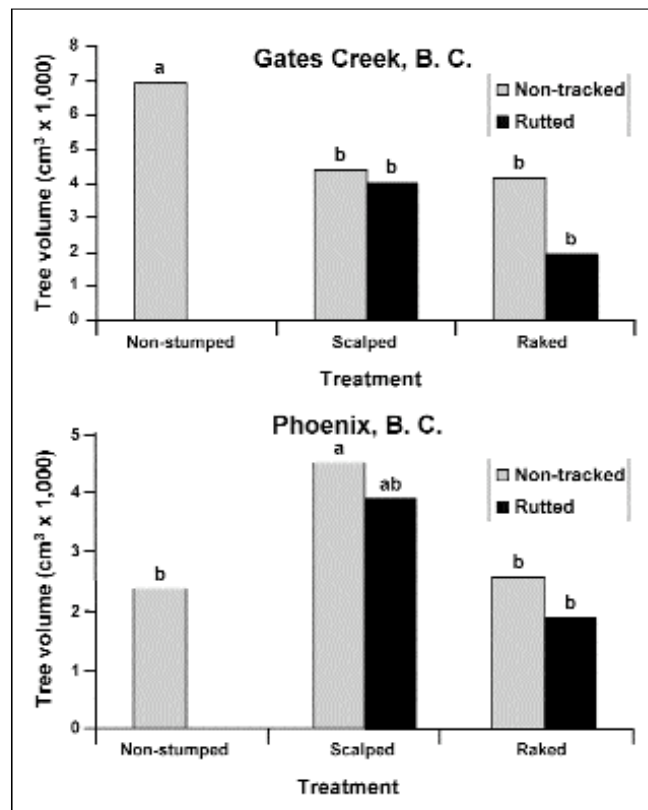 Gates Creek, B. C.
Tree volume (cm³ x 1,000)
8
7
6
5
4
3
2
1
0
a
b
b
b
b
Non-tracked
Rutted
Non-stumped
Scalped
Raked
Treatment
Phoenix, B. C.
Tree volume (cm³ x 1,000)
5
4
3
2
1
0
b
a
ab
b
b
Non-tracked
Rutted
Non-stumped
Scalped
Raked
Treatment